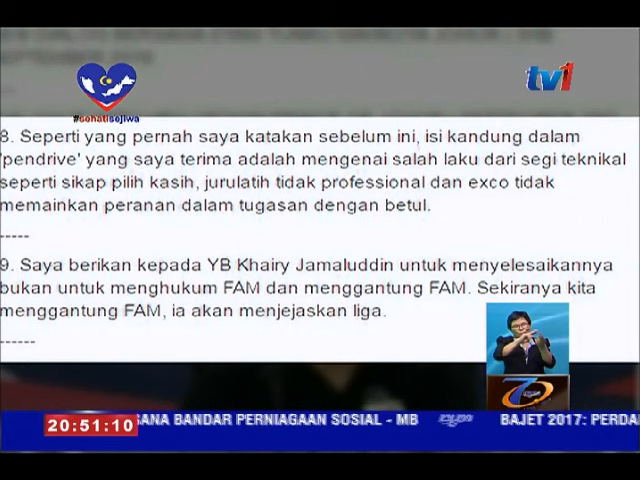 tv1
#sehatisejiwa
8. Seperti yang pernah saya katakan sebelum ini, isi kandung dalam
'pendrive' yang saya terima adalah mengenai salah laku dari segi teknikal
seperti sikap pilih kasih, jurulatih tidak professional dan exco tidak
memainkan peranan dalam tugasan dengan betul.
-----
9. Saya berikan kepada YB Khairy Jamaluddin untuk menyelesaikannya
bukan untuk menghukum FAM dan menggantung FAM. Sekiranya kita
menggantung FAM, ia akan menjejaskan liga.
------
20:51:10 SANA BANDAR PERNIAGAAN SOSIAL - MB BAJET 2017: PERDA